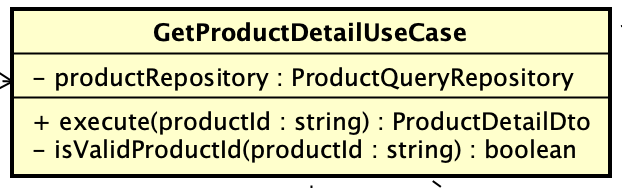 GetProductDetailUseCase
- productRepository : ProductQueryRepository
+ execute(productId : string) : ProductDetailDto
- isValidProductId(productId : string) : boolean